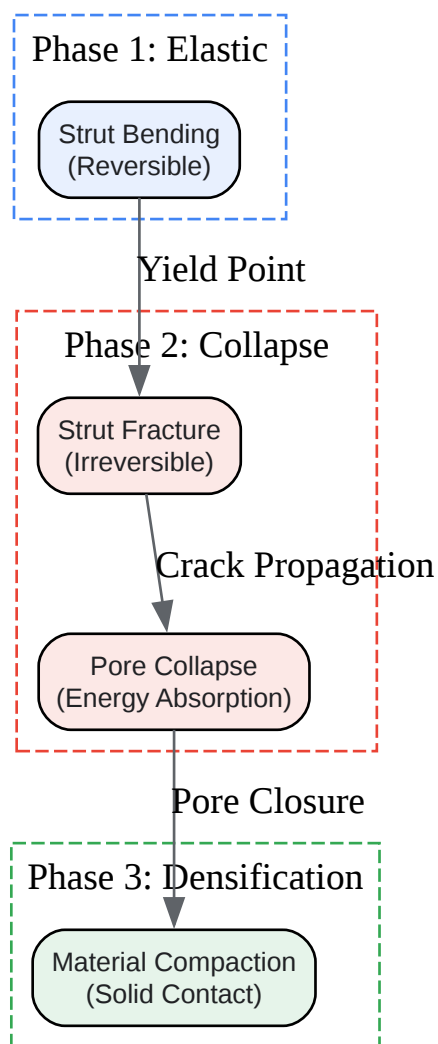 Phase 1: Elastic
Strut Bending
(Reversible)
Yield Point
Phase 2: Collapse
Strut Fracture
(Irreversible)
Crack Propagation
Pore Collapse
(Energy Absorption)
Pore Closure
Phase 3: Densification
Material Compaction
(Solid Contact)